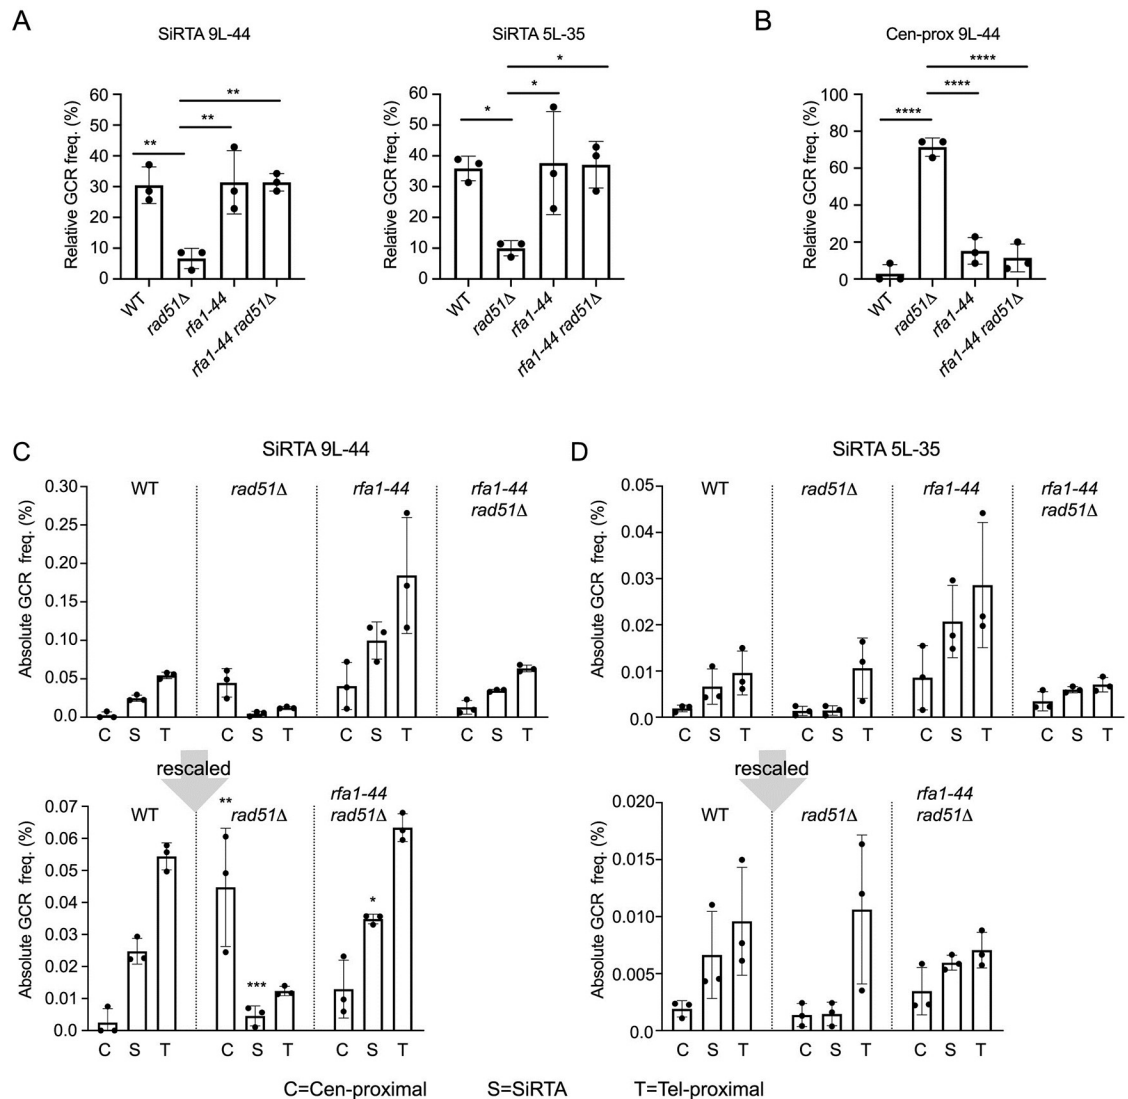 A
SiRTA 9L-44
SiRTA 5L-35
B
Cen-prox 9L-44
Relative GCR freq. (%)
60
50
40
30
20
10
0
**
**
**
WT
rad51Δ
rfa1-44
rfa1-44 rad51Δ
Relative GCR freq. (%)
60
50
40
30
20
10
0
*
*
*
WT
rad51Δ
rfa1-44
rfa1-44 rad51Δ
Relative GCR freq. (%)
100
80
60
40
20
0
****
****
****
WT
rad51Δ
rfa1-44
rfa1-44 rad51Δ
C
SiRTA 9L-44
Absolute GCR freq. (%)
0.30
0.25
0.20
0.15
0.10
0.05
0.0
WT
rad51Δ
rfa1-44
rfa1-44
rad51Δ
C S T C S T C S T C S T
rescaled
Absolute GCR freq. (%)
0.07
0.06
0.05
0.04
0.03
0.02
0.01
0.0
WT
**
rad51Δ
rfa1-44
rad51Δ
***
*
C S T C S T C S T
D
SiRTA 5L-35
Absolute GCR freq. (%)
0.05
0.04
0.03
0.02
0.01
0.0
WT
rad51Δ
rfa1-44
rfa1-44
rad51Δ
C S T C S T C S T C S T
rescaled
Absolute GCR freq. (%)
0.020
0.015
0.010
0.005
0.0
WT
rad51Δ
rfa1-44
rad51Δ
C S T C S T C S T
C=Cen-proximal S=SiRTA T=Tel-proximal